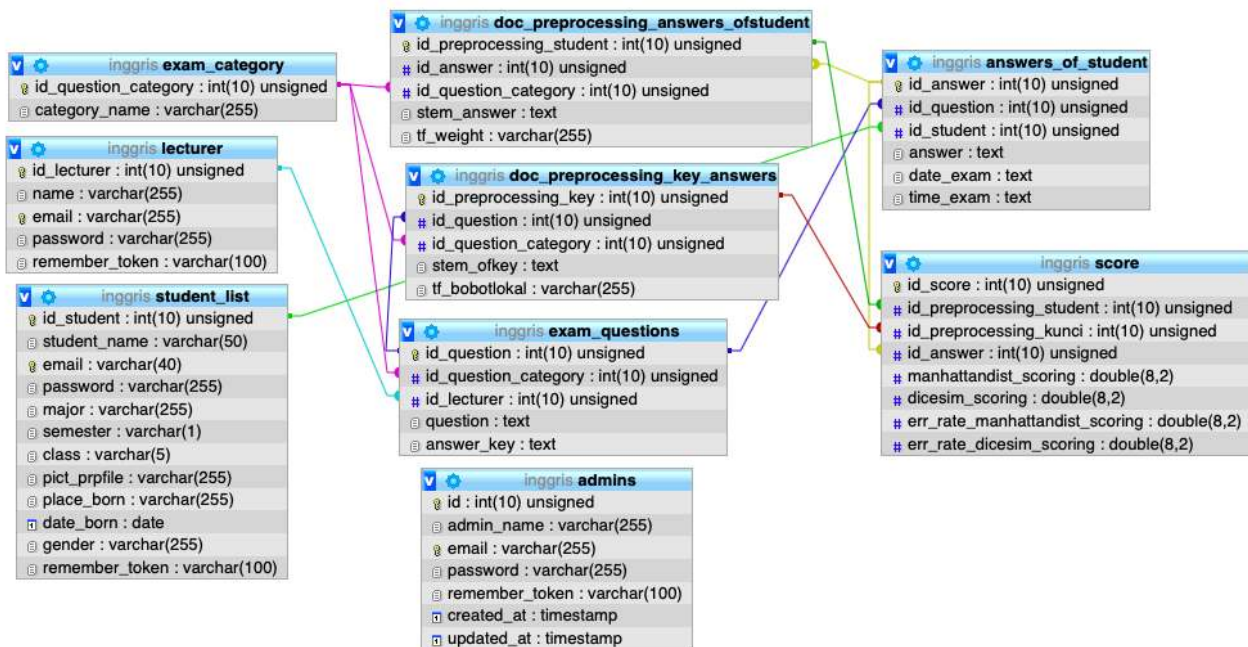 inggris exam_category
id_question_category : int(10) unsigned
category_name : varchar(255)
inggris lecturer
id_lecturer : int(10) unsigned
name : varchar(255)
email : varchar(255)
password : varchar(255)
remember_token : varchar(100)
inggris student_list
id_student : int(10) unsigned
student_name : varchar(50)
email : varchar(40)
password : varchar(255)
major : varchar(255)
semester : varchar(1)
class : varchar(5)
pict_prpfile : varchar(255)
place_born : varchar(255)
date_born : date
gender : varchar(255)
remember_token : varchar(100)
inggris doc_preprocessing_answers_ofstudent
id_preprocessing_student : int(10) unsigned
id_answer : int(10) unsigned
id_question_category : int(10) unsigned
stem_answer : text
tf_weight : varchar(255)
inggris doc_preprocessing_key_answers
id_preprocessing_key : int(10) unsigned
id_question : int(10) unsigned
id_question_category : int(10) unsigned
stem_ofkey : text
tf_bobotlokal : varchar(255)
inggris exam_questions
id_question : int(10) unsigned
id_question_category : int(10) unsigned
id_lecturer : int(10) unsigned
question : text
answer_key : text
inggris admins
id : int(10) unsigned
admin_name : varchar(255)
email : varchar(255)
password : varchar(255)
remember_token : varchar(100)
created_at : timestamp
updated_at : timestamp
inggris answers_of_student
id_answer : int(10) unsigned
id_question : int(10) unsigned
id_student : int(10) unsigned
answer : text
date_exam : text
time_exam : text
inggris score
id_score : int(10) unsigned
id_preprocessing_student : int(10) unsigned
id_preprocessing_kunci : int(10) unsigned
id_answer : int(10) unsigned
manhattandist_scoring : double(8,2)
dicesim_scoring : double(8,2)
err_rate_manhattandist_scoring : double(8,2)
err_rate_dicesim_scoring : double(8,2)